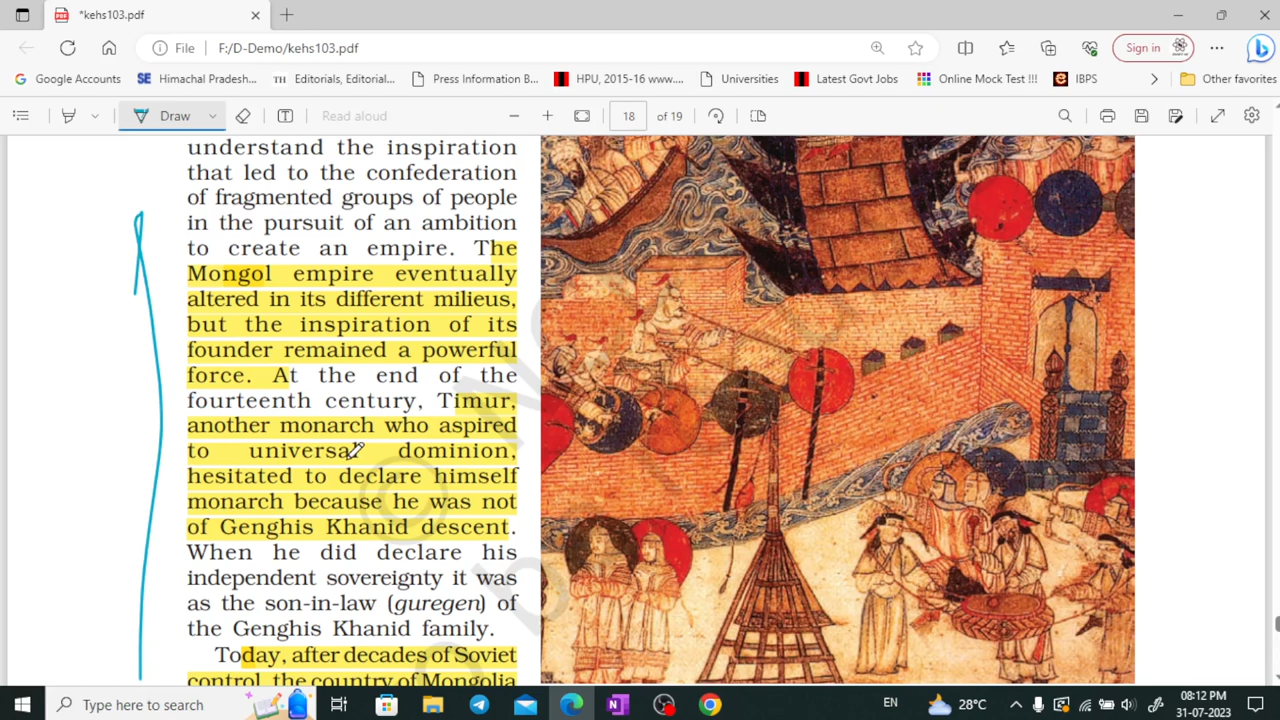 *kehs103.pdf
File F:/D-Demo/kehs103.pdf
Sign in
Google Accounts
SE Himachal Pradesh...
TH Editorials, Editorial...
Press Information B...
HPU, 2015-16 www....
Universities
Latest Govt Jobs
Online Mock Test !!!
e IBPS
Other favorites
Draw
Read aloud
18 of 19
understand the inspiration
that led to the confederation
of fragmented groups of people
in the pursuit of an ambition
to create an empire. The
Mongol empire eventually
altered in its different milieus,
but the inspiration of its
founder remained a powerful
force. At the end of the
fourteenth century, Timur,
another monarch who aspired
to universal dominion,
hesitated to declare himself
monarch because he was not
of Genghis Khanid descent.
When he did declare his
independent sovereignty it was
as the son-in-law (guregen) of
the Genghis Khanid family.
Today, after decades of Soviet
control, the country of Mongolia
Type here to search
EN
28°C
08:12 PM
31-07-2023